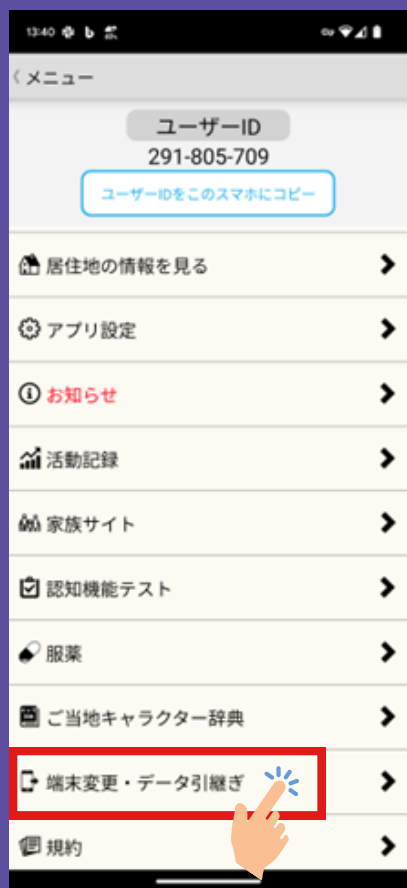 13:40
〈メニュー
ユーザーID
291-805-709
ユーザーIDをこのスマホにコピー
居住地の情報を見る
アプリ設定
お知らせ
活動記録
家族サイト
認知機能テスト
服薬
ご当地キャラクター辞典
端末変更・データ引継ぎ
規約